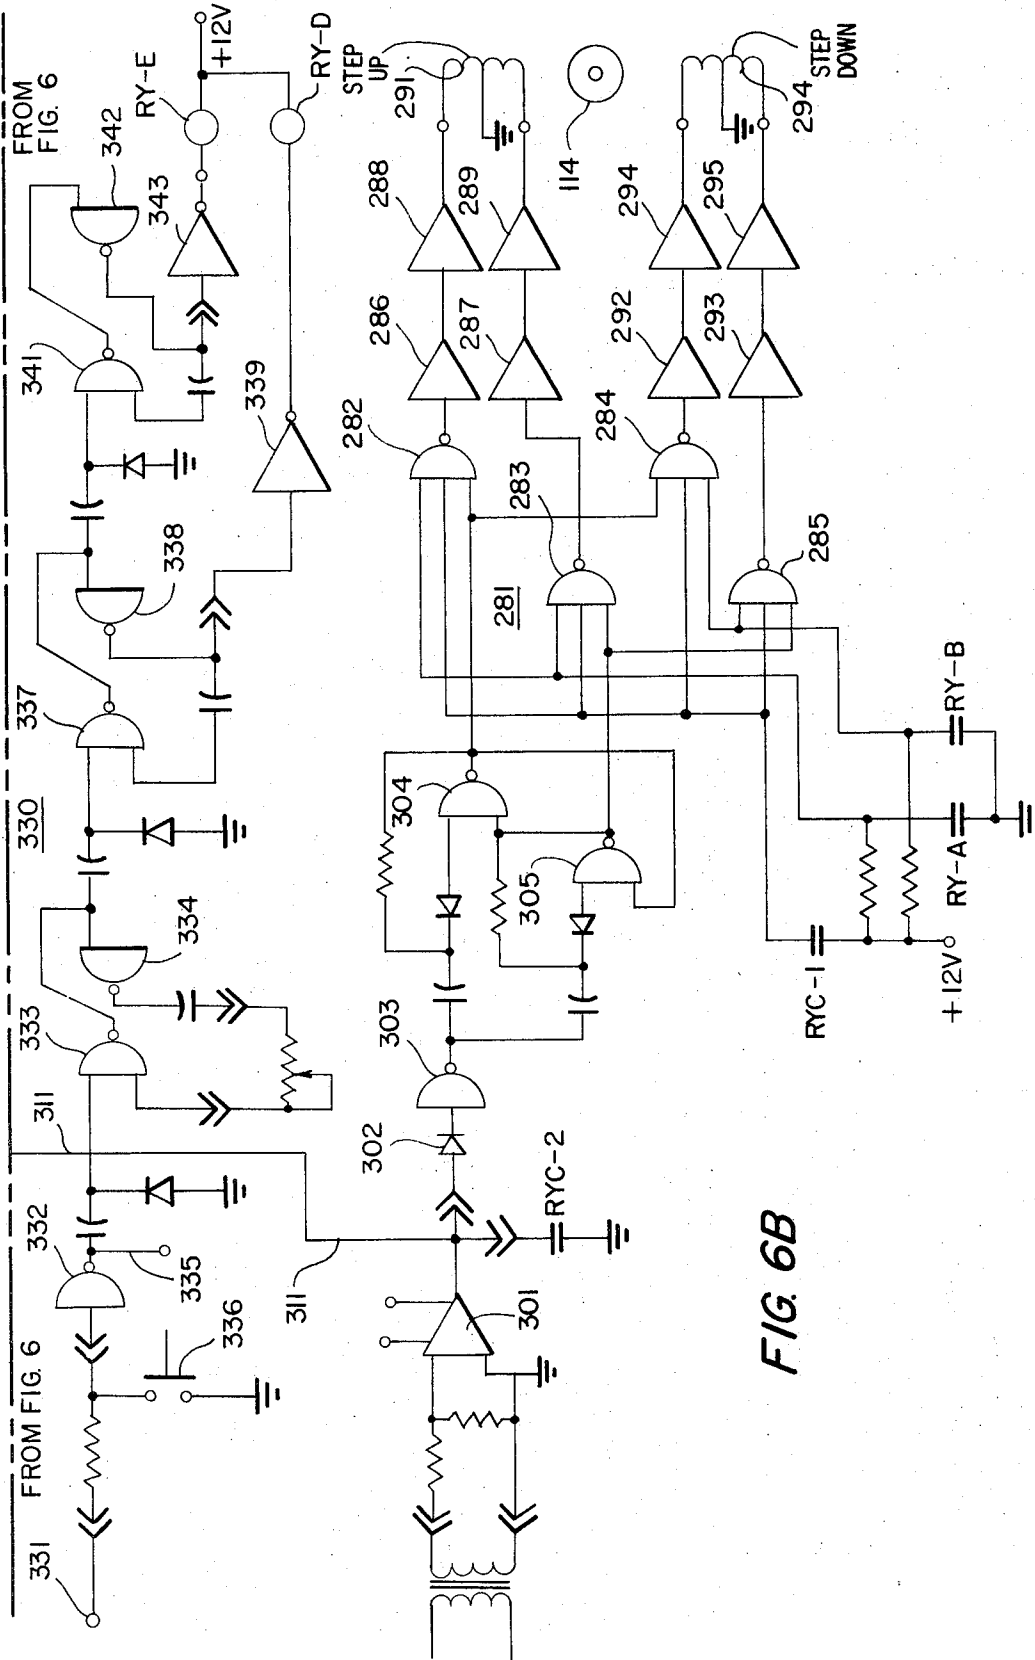 FROM FIG. 6
331
332
335
336
311
333
334
330
337
338
339
341
342
343
FROM
FIG. 6
RY-E
+12V
RY-D
311
301
RYC-2
302
303
304
305
281
282
283
284
285
286
287
288
289
292
293
294
295
STEP
UP
291
114
STEP
DOWN
294
RYC-1
+12V
RY-A
RY-B
FIG. 6B